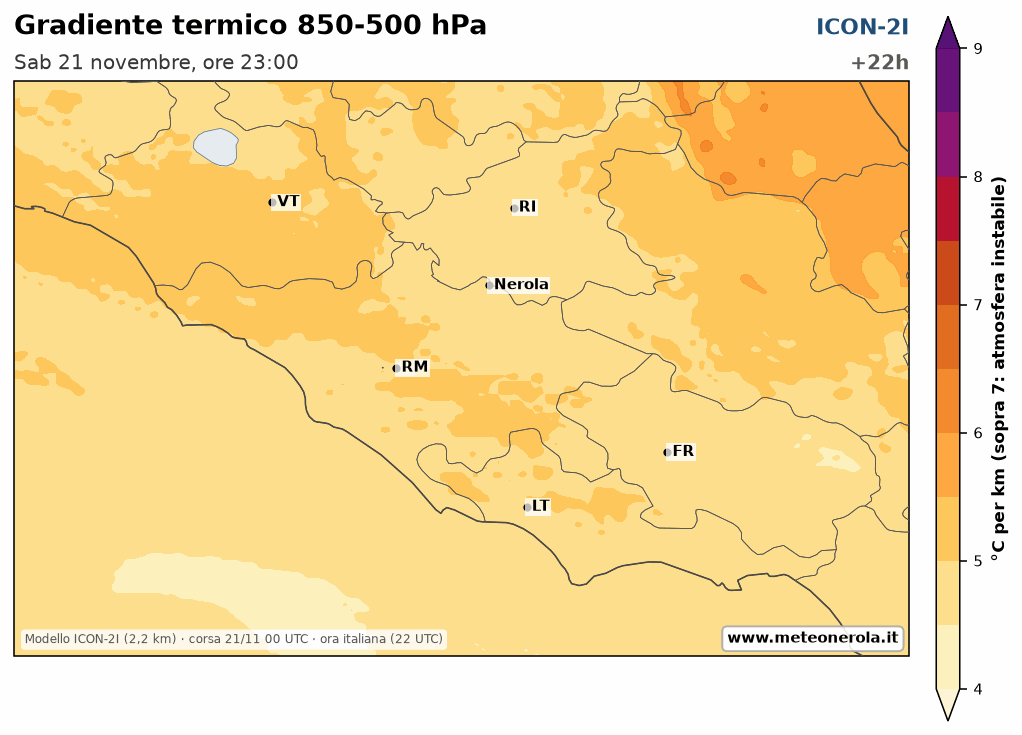 Gradiente termico 850-500 hPa
ICON-2I
Sab 21 novembre, ore 23:00
+22h
9
8
7
6
5
4
°C per km (sopra 7: atmosfera instabile)
VT
RI
Nerola
RM
FR
LT
Modello ICON-2I (2,2 km) · corsa 21/11 00 UTC · ora italiana (22 UTC)
www.meteonerola.it